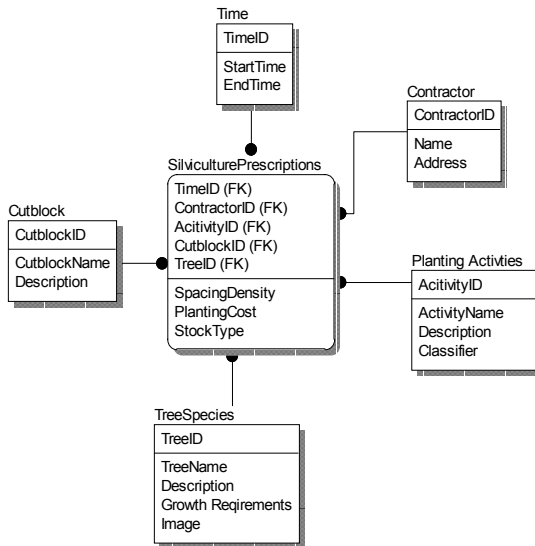 Time
TimeID
StartTime
EndTime
Contractor
ContractorID
Name
Address
SilviculturePrescriptions
TimeID (FK)
ContractorID (FK)
AcitivityID (FK)
CutblockID (FK)
TreeID (FK)
SpacingDensity
PlantingCost
StockType
Cutblock
CutblockID
CutblockName
Description
Planting Activties
AcitivityID
ActivityName
Description
Classifier
TreeSpecies
TreeID
TreeName
Description
Growth Reqirements
Image